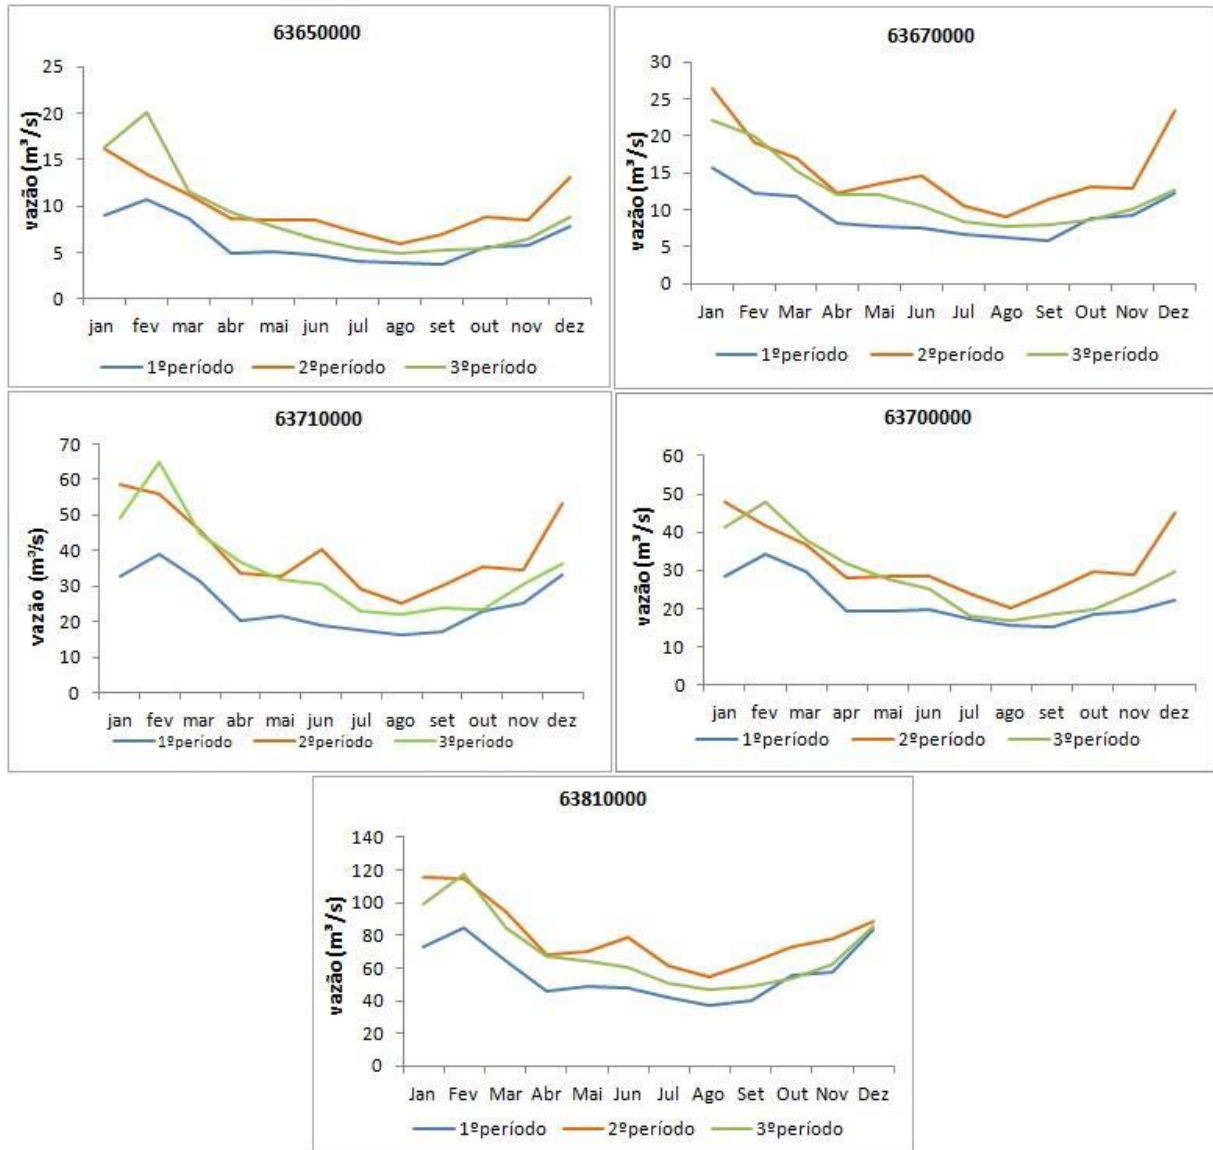 63650000
vazão (m³/s)
25
20
15
10
5
0
jan fev mar abr mai jun jul ago set out nov dez
1ºperíodo 2ºperíodo 3ºperíodo
63670000
vazão (m³/s)
30
25
20
15
10
5
0
Jan Fev Mar Abr Mai Jun Jul Ago Set Out Nov Dez
1ºperíodo 2ºperíodo 3ºperíodo
63710000
vazão (m³/s)
70
60
50
40
30
20
10
0
jan fev mar abr mai jun jul ago set out nov dez
1ºperíodo 2ºperíodo 3ºperíodo
63700000
vazão (m³/s)
60
50
40
30
20
10
0
jan fev mar apr mai jun jul ago set out nov dez
1ºperíodo 2ºperíodo 3ºperíodo
63810000
vazão (m³/s)
140
120
100
80
60
40
20
0
Jan Fev Mar Abr Mai Jun Jul Ago Set Out Nov Dez
1ºperíodo 2ºperíodo 3ºperíodo